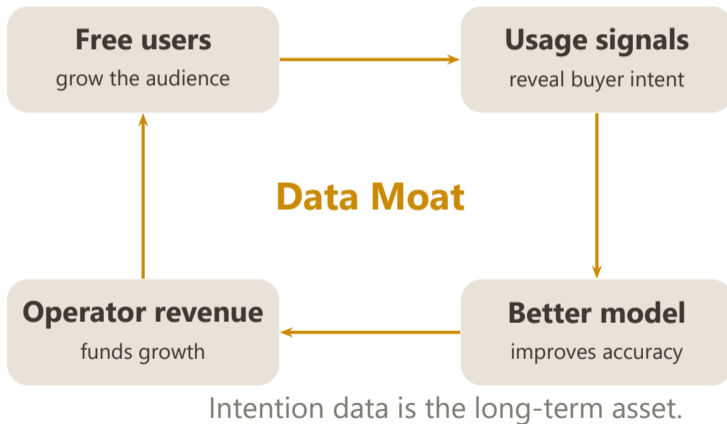 Free users
grow the audience
Usage signals
reveal buyer intent
Data Moat
Operator revenue
funds growth
Better model
improves accuracy
Intention data is the long-term asset.